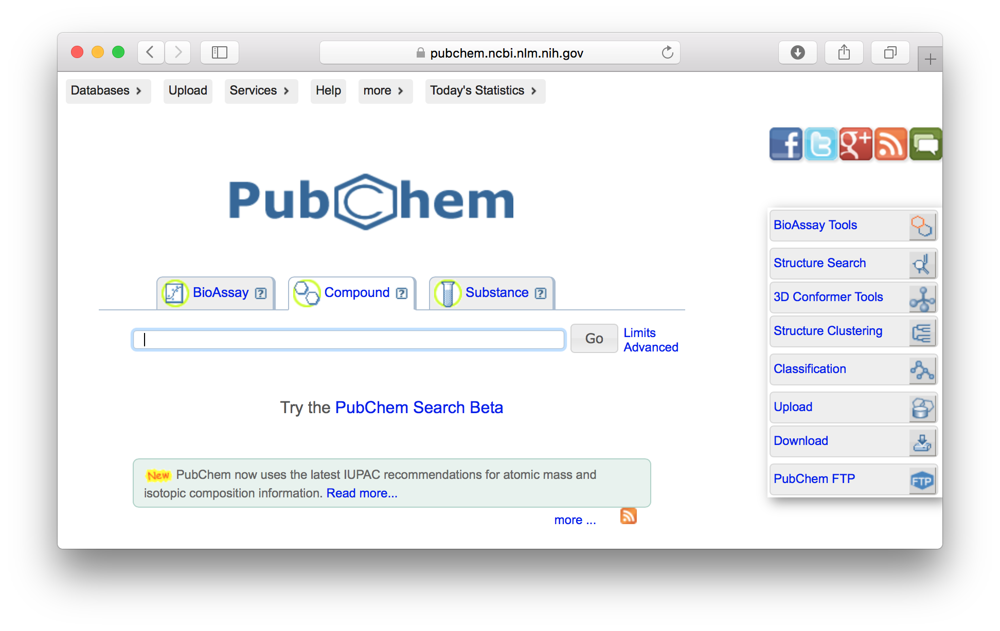 pubchem.ncbi.nlm.nih.gov
Databases Upload Services Help more Today's Statistics
PubChem
BioAssay ? Compound ? Substance ?
Go
Limits
Advanced
Try the PubChem Search Beta
New PubChem now uses the latest IUPAC recommendations for atomic mass and
isotopic composition information. Read more...
more ...
f t g+
BioAssay Tools
Structure Search
3D Conformer Tools
Structure Clustering
Classification
Upload
Download
PubChem FTP FTP